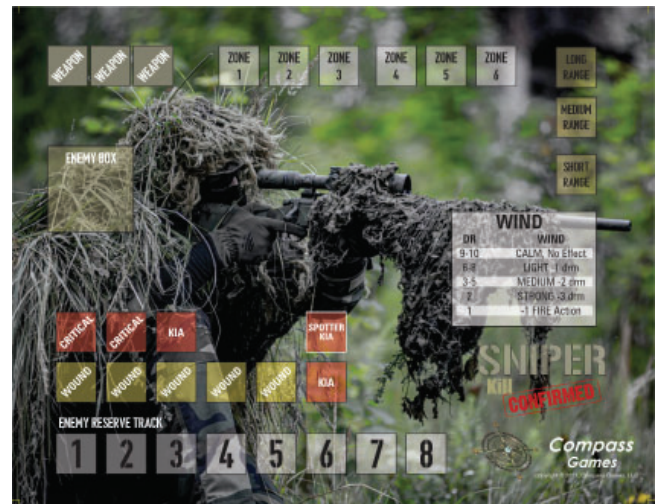 WEAPON WEAPON WEAPON
ZONE 1
ZONE 2
ZONE 3
ZONE 4
ZONE 5
ZONE 6
LONG RANGE
MEDIUM RANGE
SHORT RANGE
ENEMY BOX
WIND
DR WIND
9-10 CALM, No Effect
6-8 LIGHT -1 drm
3-5 MEDIUM -2 drm
2 STRONG -3 drm
1 -1 FIRE Action
CRITICAL CRITICAL KIA
SPOTTER KIA
WOUND WOUND WOUND WOUND WOUND KIA
SNIPER
Kill
CONFIRMED
ENEMY RESERVE TRACK
1 2 3 4 5 6 7 8
Compass
Games